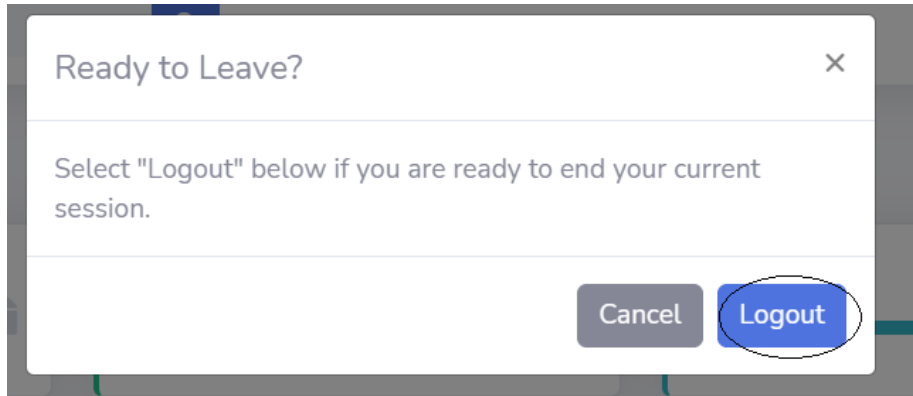 Ready to Leave?
×
Select "Logout" below if you are ready to end your current
session.
Cancel Logout